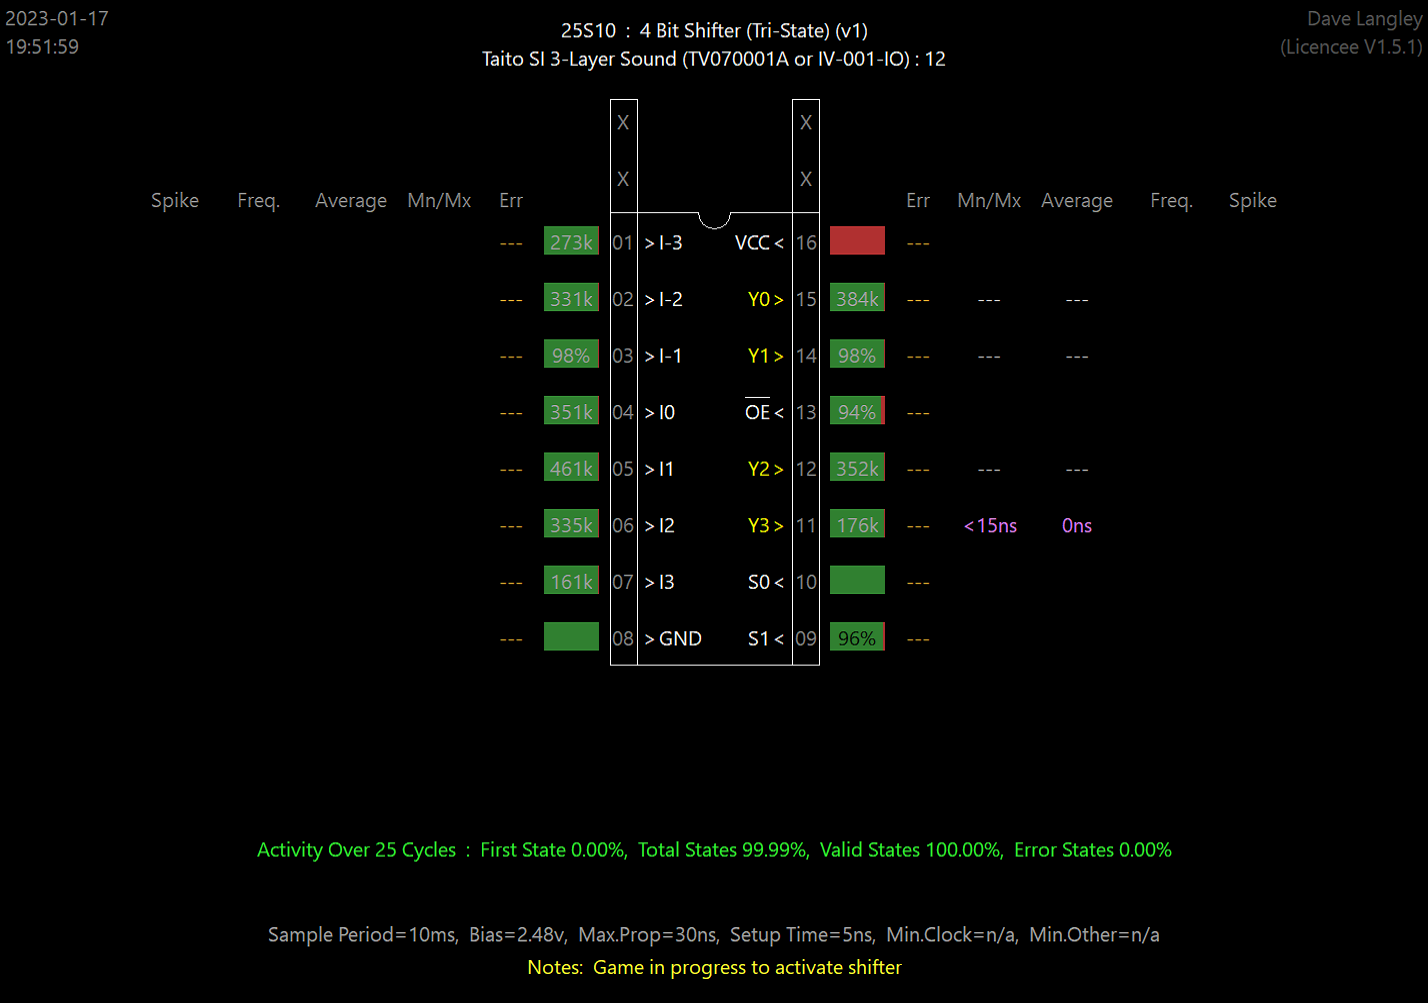 2023-01-17
19:51:59
25S10 : 4 Bit Shifter (Tri-State) (v1)
Taito SI 3-Layer Sound (TV070001A or IV-001-IO) : 12
Dave Langley
(Licencee V1.5.1)
X X
X X
Spike Freq. Average Mn/Mx Err Err Mn/Mx Average Freq. Spike
--- 273k 01 >I-3 VCC< 16 ---
--- 331k 02 >I-2 Y0> 15 384k --- --- ---
--- 98% 03 >I-1 Y1> 14 98% --- --- ---
--- 351k 04 >I0 OE< 13 94% ---
--- 461k 05 >I1 Y2> 12 352k --- --- ---
--- 335k 06 >I2 Y3> 11 176k --- <15ns 0ns
--- 161k 07 >I3 S0< 10 ---
--- 08 >GND S1< 09 96% ---
Activity Over 25 Cycles : First State 0.00%, Total States 99.99%, Valid States 100.00%, Error States 0.00%
Sample Period=10ms, Bias=2.48v, Max.Prop=30ns, Setup Time=5ns, Min.Clock=n/a, Min.Other=n/a
Notes: Game in progress to activate shifter